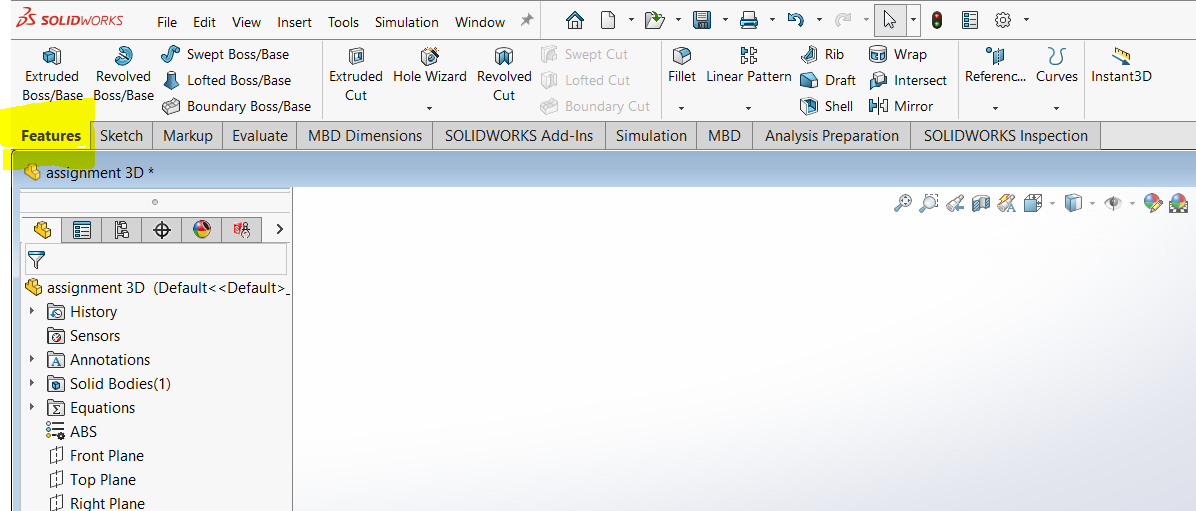 SOLIDWORKS File Edit View Insert Tools Simulation Window
Extruded Boss/Base
Revolved Boss/Base
Swept Boss/Base
Lofted Boss/Base
Boundary Boss/Base
Extruded Cut
Hole Wizard
Revolved Cut
Swept Cut
Lofted Cut
Boundary Cut
Fillet
Linear Pattern
Rib
Draft
Shell
Wrap
Intersect
Mirror
Referenc...
Curves
Instant3D
Features Sketch Markup Evaluate MBD Dimensions SOLIDWORKS Add-Ins Simulation MBD Analysis Preparation SOLIDWORKS Inspection
assignment 3D *
assignment 3D (Default<<Default>_
History
Sensors
Annotations
Solid Bodies(1)
Equations
ABS
Front Plane
Top Plane
Right Plane